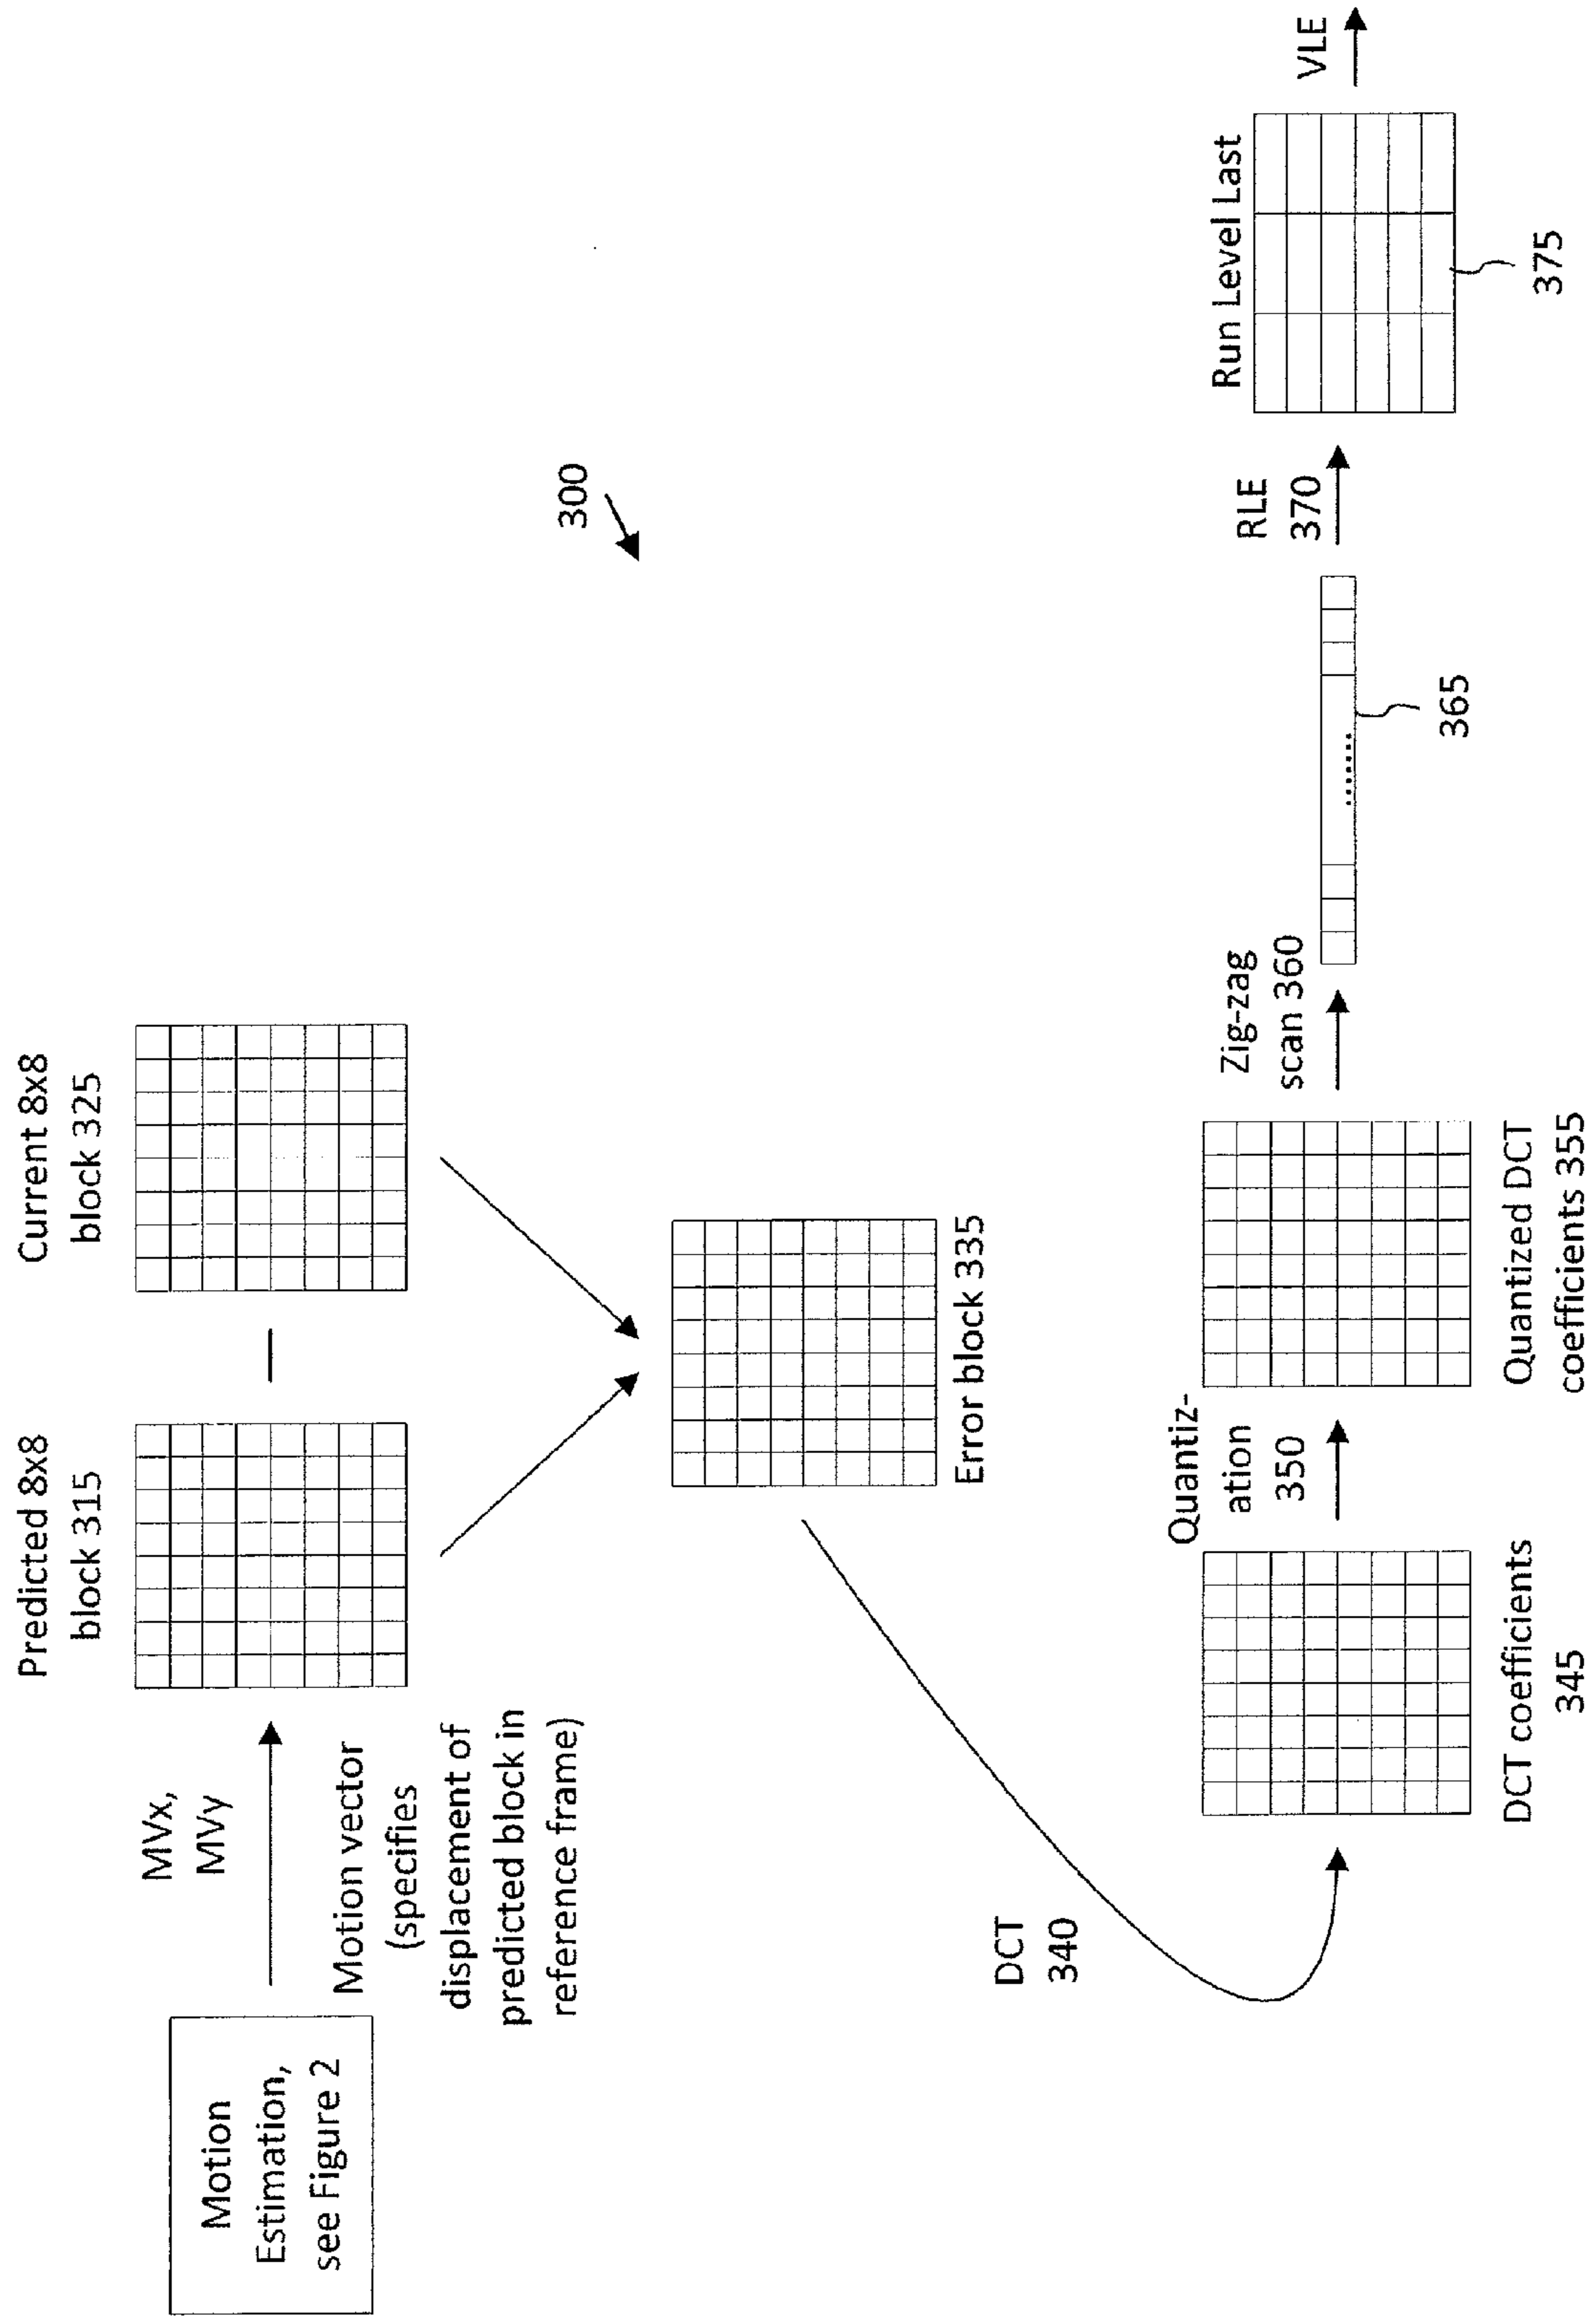 Motion
Estimation,
see Figure 2
MVx,
MVy
Motion vector
(specifies
displacement of
predicted block in
reference frame)
Predicted 8x8
block 315
Current 8x8
block 325
300
Error block 335
DCT
340
DCT coefficients
345
Quantiz-
ation
350
Quantized DCT
coefficients 355
Zig-zag
scan 360
365
RLE
370
Run Level Last
375
VLE